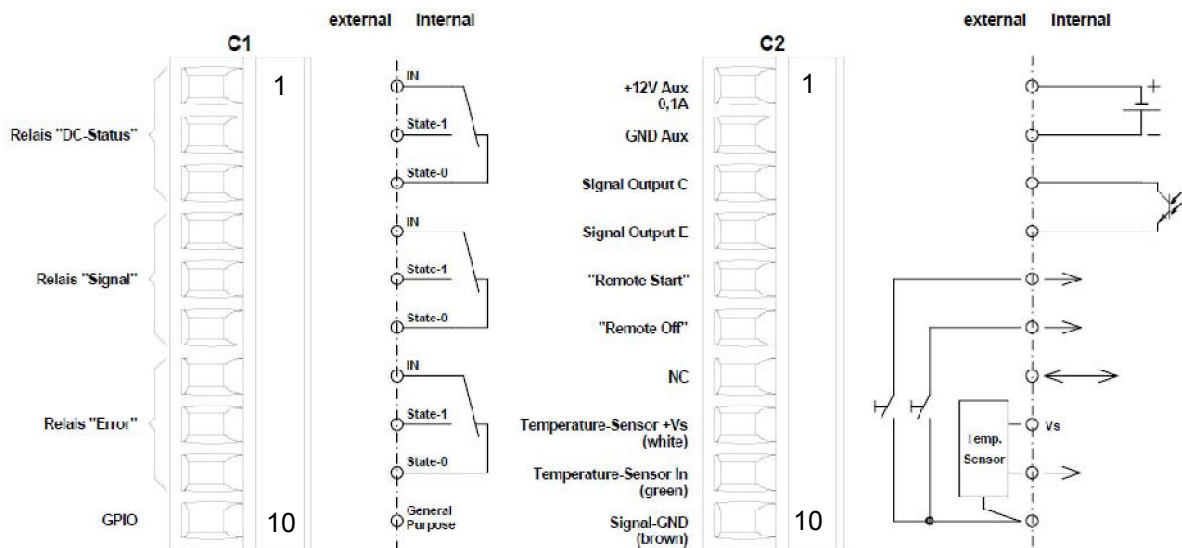 external Internal
C1
1
Relais "DC-Status"
IN
State-1
State-0
Relais "Signal"
IN
State-1
State-0
Relais "Error"
IN
State-1
State-0
GPIO
10
General
Purpose
external Internal
C2
1
+12V Aux
0,1A
+
GND Aux
–
Signal Output C
Signal Output E
"Remote Start"
"Remote Off"
NC
Temperature-Sensor +Vs
(white)
Vs
Temp.
Sensor
Temperature-Sensor In
(green)
10
Signal-GND
(brown)